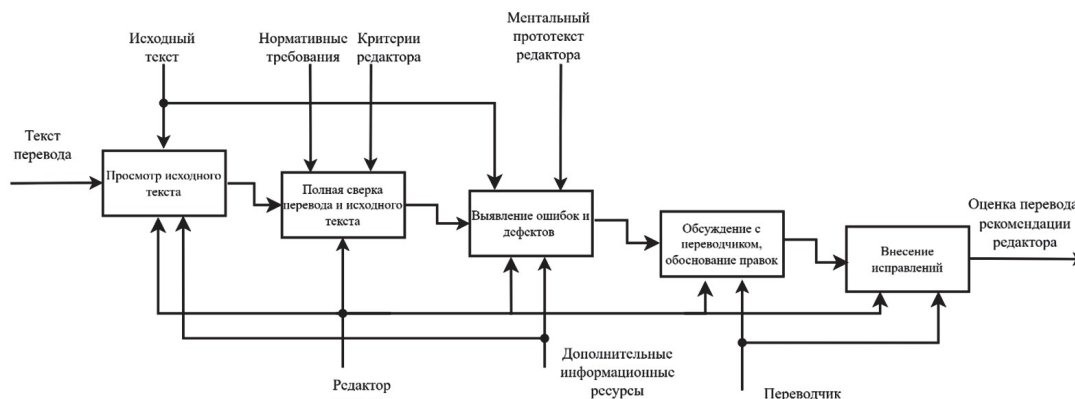 Исходный
текст
Нормативные
требования
Критерии
редактора
Ментальный
прототекст
редактора
Текст
перевода
Просмотр исходного
текста
Полная сверка
перевода и исходного
текста
Выявление ошибок и
дефектов
Обсуждение с
переводчиком,
обоснование правок
Внесение
исправлений
Оценка перевода,
рекомендации
редактора
Редактор
Дополнительные
информационные
ресурсы
Переводчик